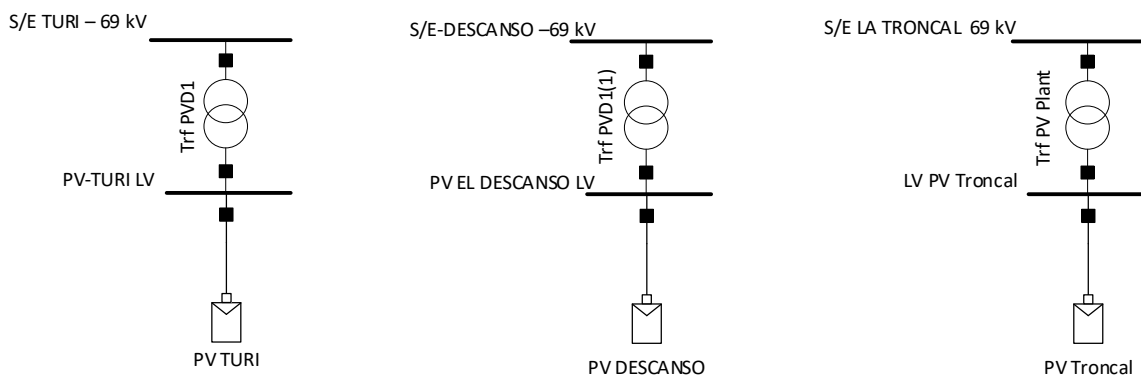 S/E TURI – 69 kV
Trf PVD1
PV-TURI LV
PV TURI
S/E-DESCANSO –69 kV
Trf PVD1(1)
PV EL DESCANSO LV
PV DESCANSO
S/E LA TRONCAL 69 kV
Trf PV Plant
LV PV Troncal
PV Troncal